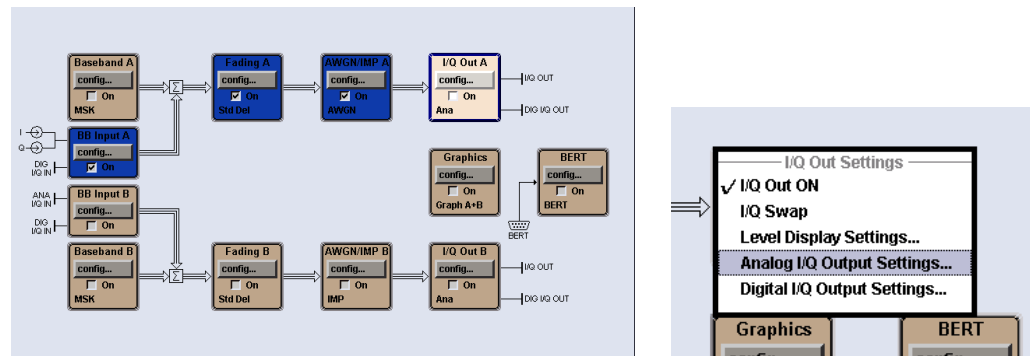 Baseband A
config...
On
MSK
Fading A
config...
On
Std Del
AWGN/IMP A
config...
On
AWGN
I/Q Out A
config...
On
Ana
I/Q OUT
DIG I/Q OUT
I
Q
DIG
I/Q IN
BB Input A
config...
On
Graphics
config...
On
Graph A+B
BERT
config...
On
BERT
BERT
ANA
I/Q IN
DIG
I/Q IN
BB Input B
config...
On
Baseband B
config...
On
MSK
Fading B
config...
On
Std Del
AWGN/IMP B
config...
On
IMP
I/Q Out B
config...
On
Ana
I/Q OUT
DIG I/Q OUT
I/Q Out Settings
I/Q Out ON
I/Q Swap
Level Display Settings...
Analog I/Q Output Settings...
Digital I/Q Output Settings...
Graphics
BERT